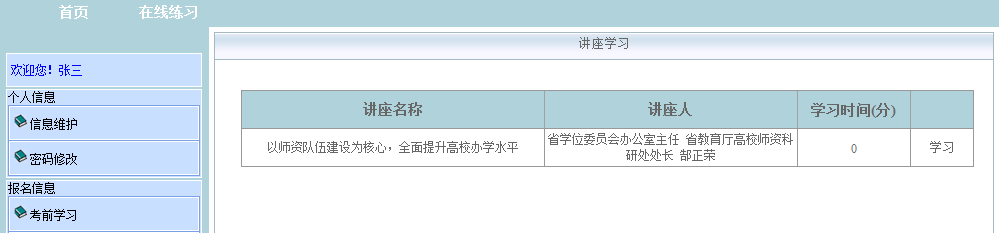 首页 在线练习
欢迎您！张三
个人信息
信息维护
密码修改
报名信息
考前学习
讲座学习
讲座名称 讲座人 学习时间(分)
以师资队伍建设为核心，全面提升高校办学水平
省学位委员会办公室主任 省教育厅高校师资科
研处处长 郜正荣
0
学习